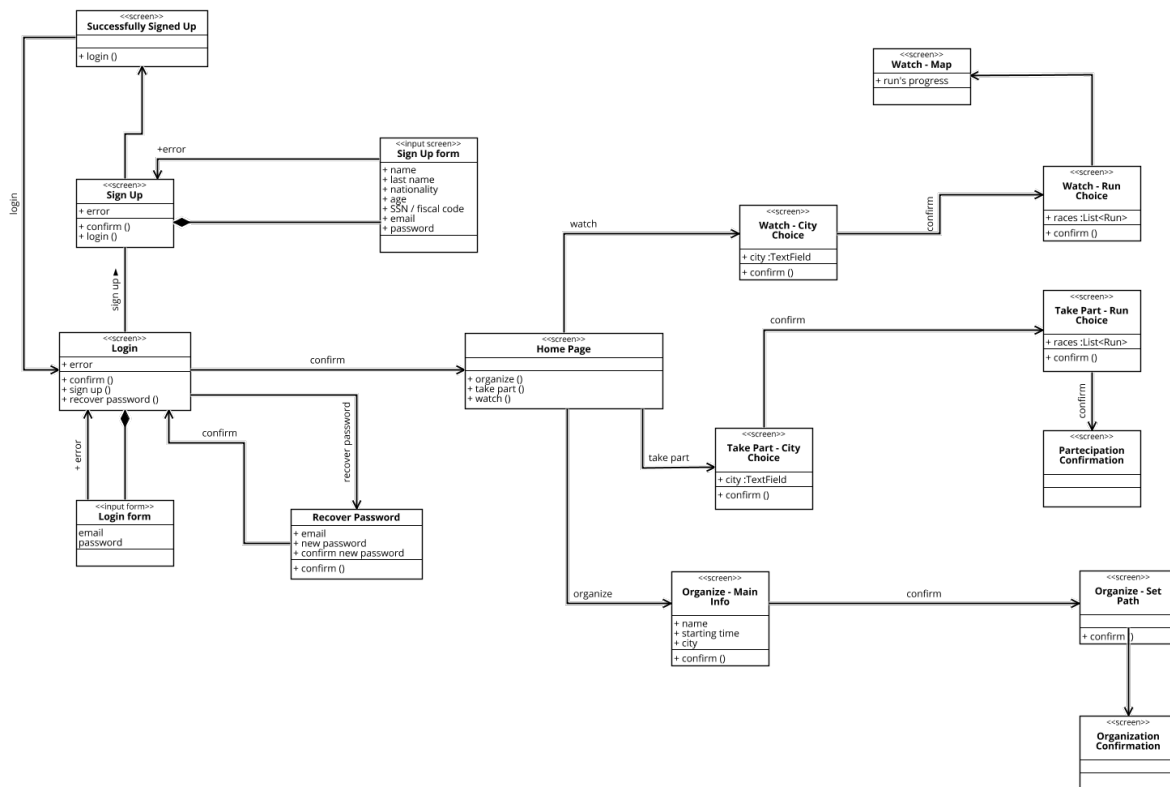 <<screen>>
Successfully Signed Up
+ login ()
<<screen>>
Watch - Map
+ run's progress
+error
<<input screen>>
Sign Up form
+ name
+ last name
+ nationality
+ age
+ SSN / fiscal code
+ email
+ password
<<screen>>
Sign Up
+ error
+ confirm ()
+ login ()
login
sign up
<<screen>>
Watch - Run
Choice
+ races :List<Run>
+ confirm ()
confirm
<<screen>>
Watch - City
Choice
+ city :TextField
+ confirm ()
watch
<<screen>>
Login
+ error
+ confirm ()
+ sign up ()
+ recover password ()
confirm
<<screen>>
Home Page
+ organize ()
+ take part ()
+ watch ()
confirm
<<screen>>
Take Part - Run
Choice
+ races :List<Run>
+ confirm ()
confirm
+ error
confirm
recover password
take part
<<screen>>
Take Part - City
Choice
+ city :TextField
+ confirm ()
<<screen>>
Partecipation
Confirmation
<<input form>>
Login form
email
password
Recover Password
+ email
+ new password
+ confirm new password
+ confirm ()
organize
<<screen>>
Organize - Main
Info
+ name
+ starting time
+ city
+ confirm ()
confirm
<<screen>>
Organize - Set
Path
+ confirm ()
<<screen>>
Organization
Confirmation